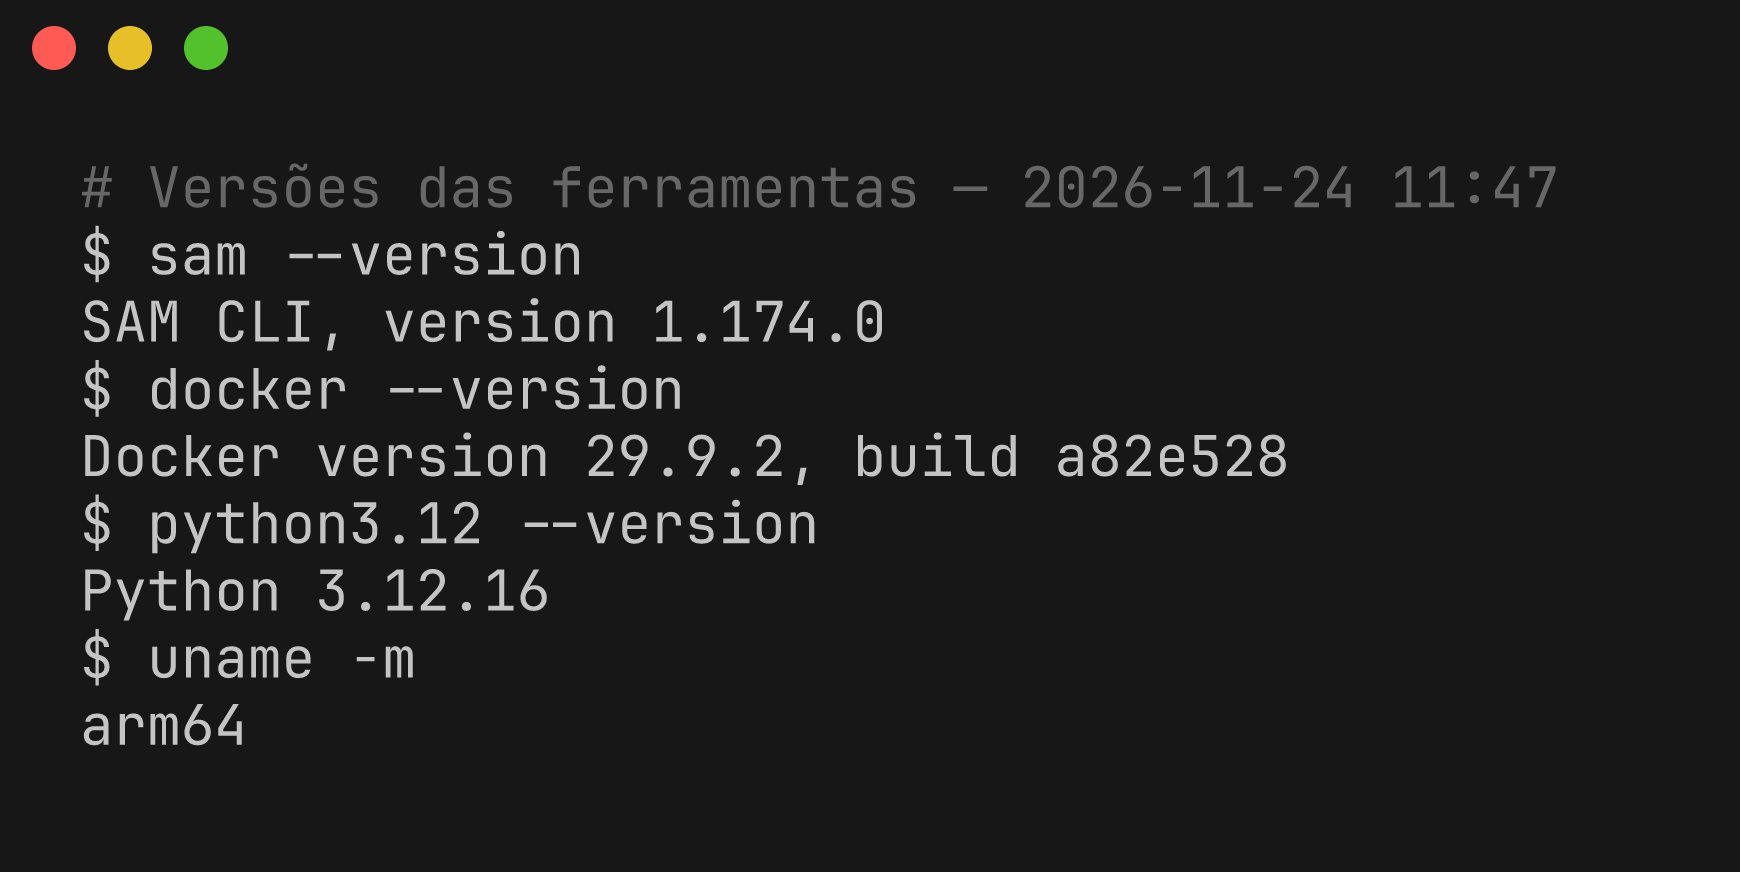 # Versões das ferramentas — 2026-11-24 11:47
$ sam --version
SAM CLI, version 1.174.0
$ docker --version
Docker version 29.9.2, build a82e528
$ python3.12 --version
Python 3.12.16
$ uname -m
arm64